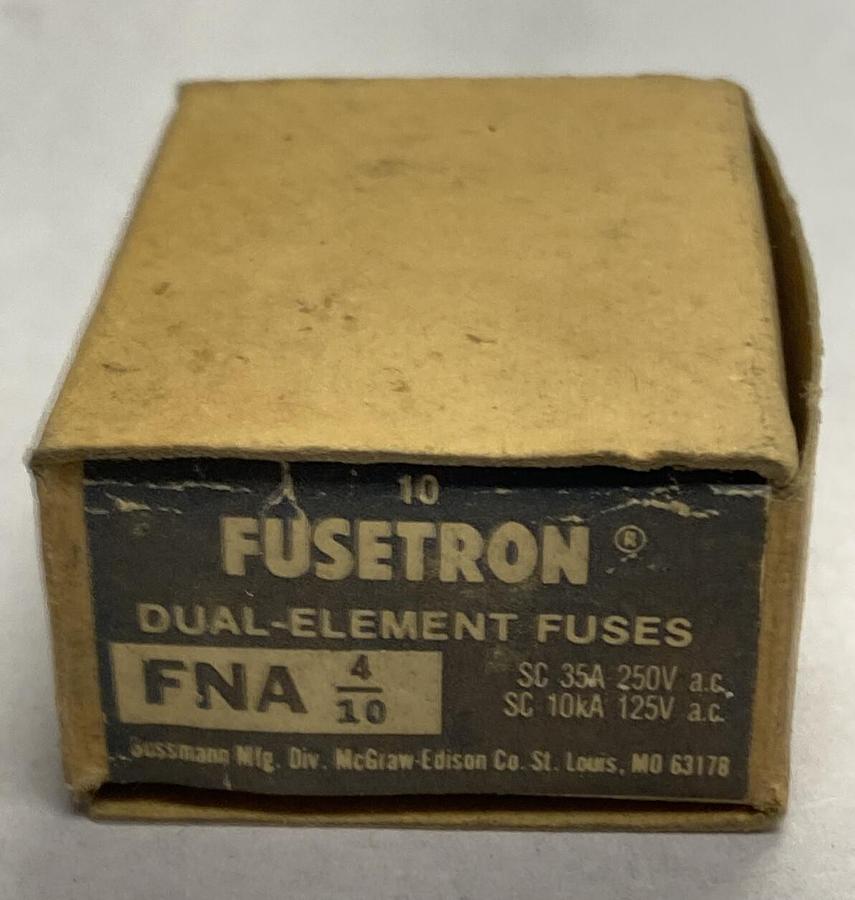 10
FUSETRON ®
DUAL-ELEMENT FUSES
FNA 4/10
SC 35A 250V a.c.
SC 10kA 125V a.c.
Bussmann Mfg. Div. McGraw-Edison Co. St. Louis, MO 63178